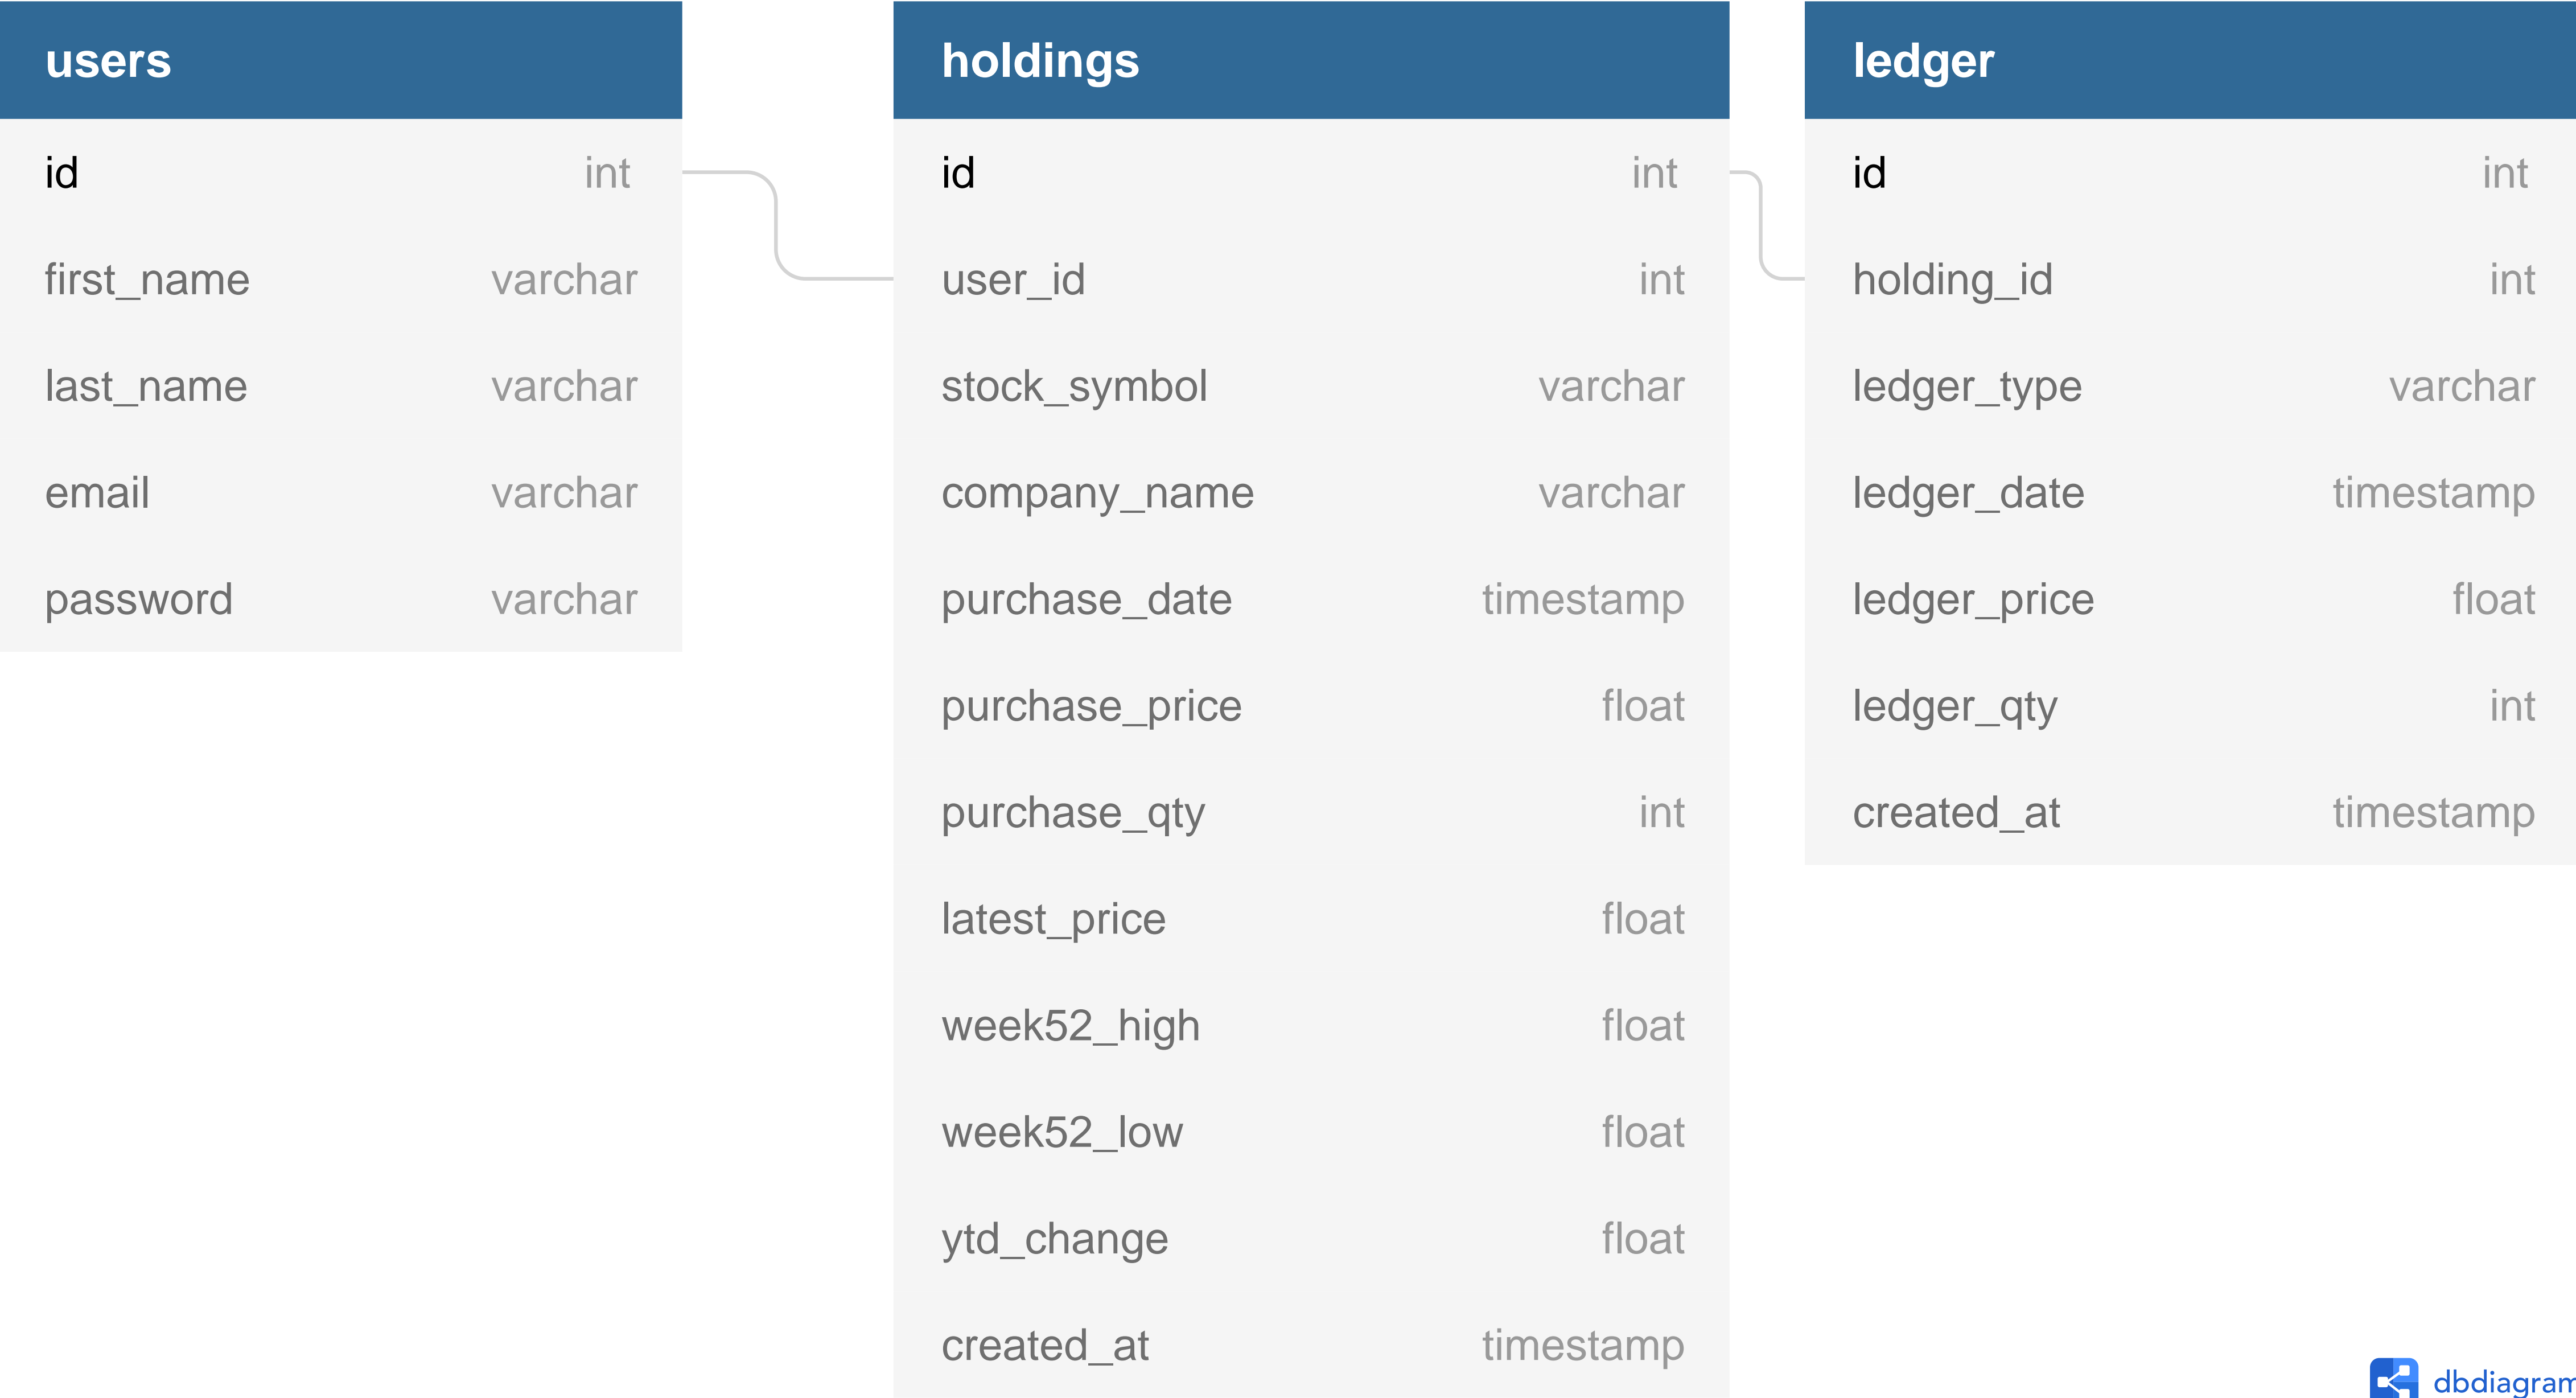 users
id int
first_name varchar
last_name varchar
email varchar
password varchar
holdings
id int
user_id int
stock_symbol varchar
company_name varchar
purchase_date timestamp
purchase_price float
purchase_qty int
latest_price float
week52_high float
week52_low float
ytd_change float
created_at timestamp
ledger
id int
holding_id int
ledger_type varchar
ledger_date timestamp
ledger_price float
ledger_qty int
created_at timestamp
dbdiagram